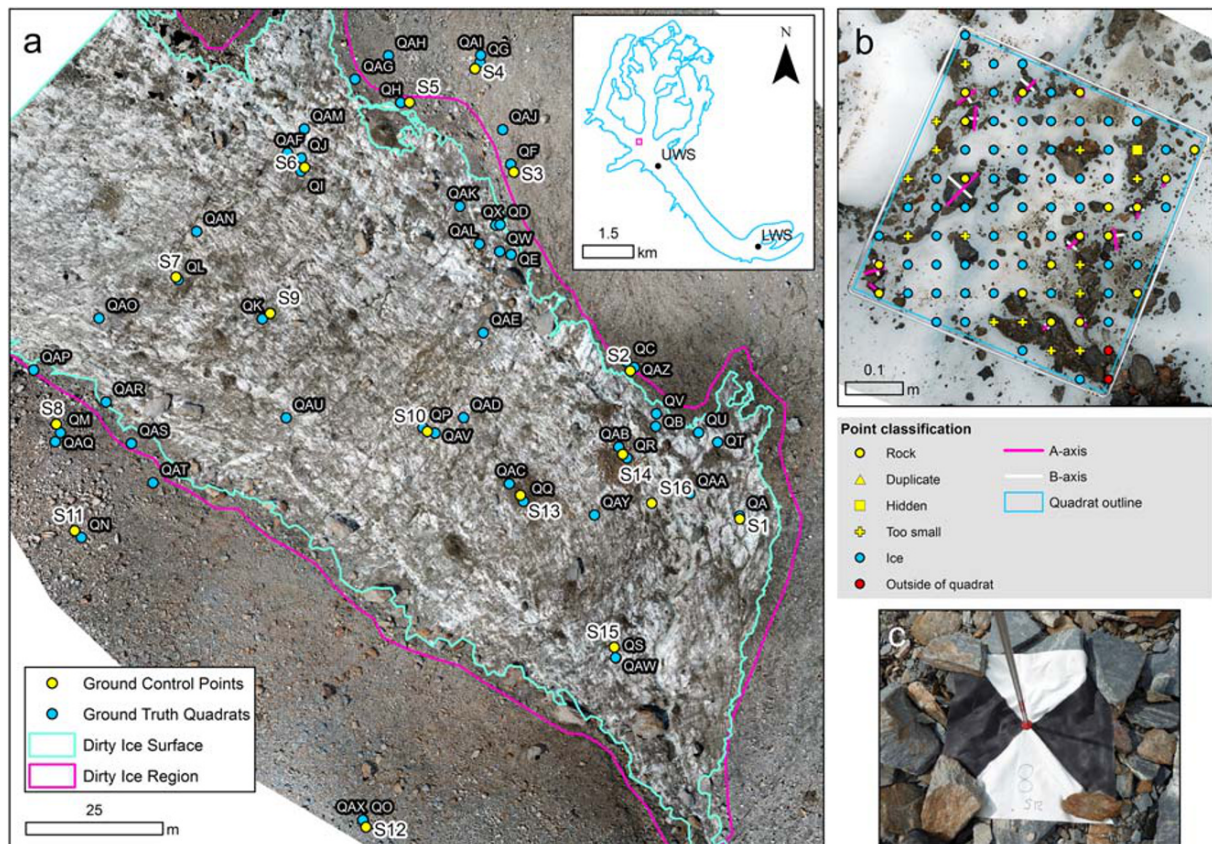 a
QAH
QAI
QG
S4
QAG
QH
S5
QAM
QAJ
QAF
QJ
S6
QI
QF
S3
QAK
QAN
QX
QD
QAL
QW
QE
S7
QL
QAO
QK
S9
QAE
S2
QC
QAZ
QAP
QAR
S8
QM
QAQ
QAS
QAU
S10
QP
QAD
QAV
QV
QB
QU
QT
QAB
QR
S14
QAT
QAC
QQ
S13
S16
QAA
QAY
QA
S1
S11
QN
S15
QS
QAW
QAX
QO
S12
Ground Control Points
Ground Truth Quadrats
Dirty Ice Surface
Dirty Ice Region
25
m
N
UWS
LWS
1.5
km
b
0.1
m
Point classification
Rock
Duplicate
Hidden
Too small
Ice
Outside of quadrat
A-axis
B-axis
Quadrat outline
c
8